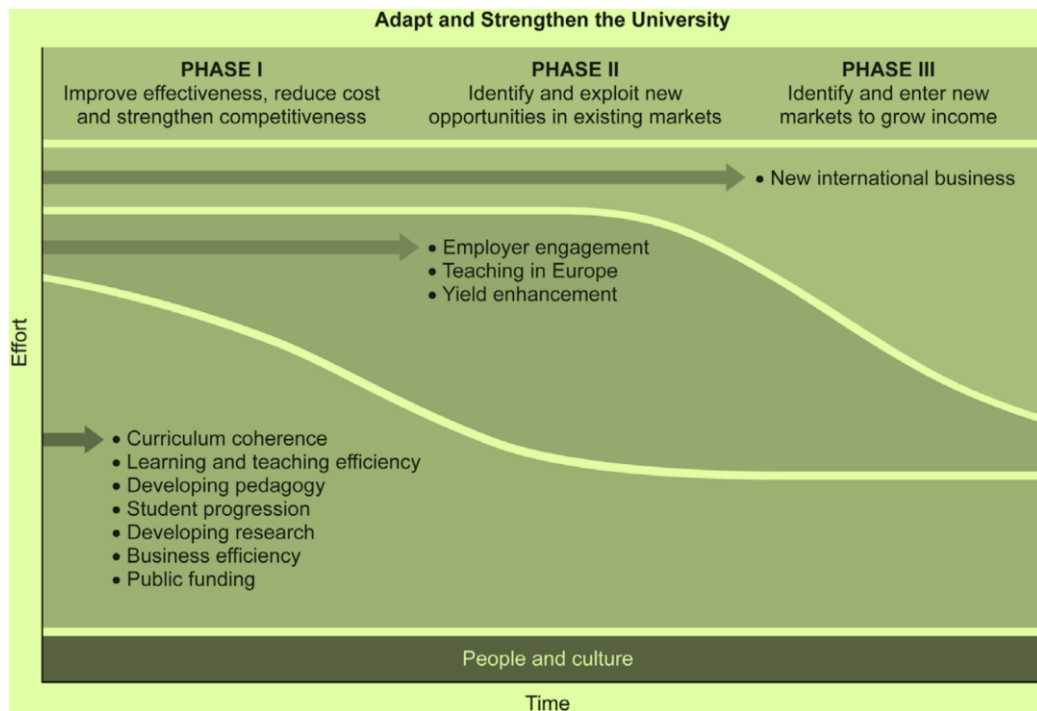 Adapt and Strengthen the University
PHASE I
Improve effectiveness, reduce cost
and strengthen competitiveness
PHASE II
Identify and exploit new
opportunities in existing markets
PHASE III
Identify and enter new
markets to grow income
• New international business
• Employer engagement
• Teaching in Europe
• Yield enhancement
Effort
• Curriculum coherence
• Learning and teaching efficiency
• Developing pedagogy
• Student progression
• Developing research
• Business efficiency
• Public funding
People and culture
Time